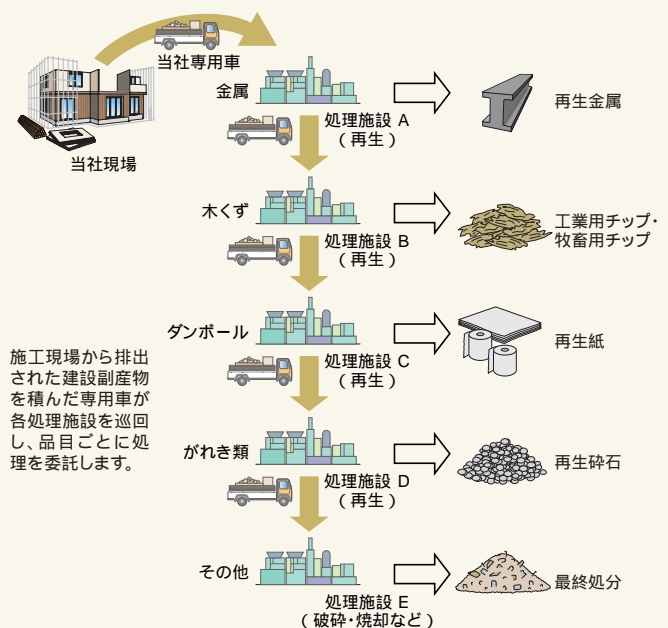 当社専用車
当社現場
金属
処理施設 A
（再生）
再生金属
木くず
処理施設 B
（再生）
工業用チップ・
牧畜用チップ
ダンボール
処理施設 C
（再生）
再生紙
施工現場から排出
された建設副産物
を積んだ専用車が
各処理施設を巡回
し、品目ごとに処
理を委託します。
がれき類
処理施設 D
（再生）
再生砕石
その他
処理施設 E
（破砕・焼却など）
最終処分